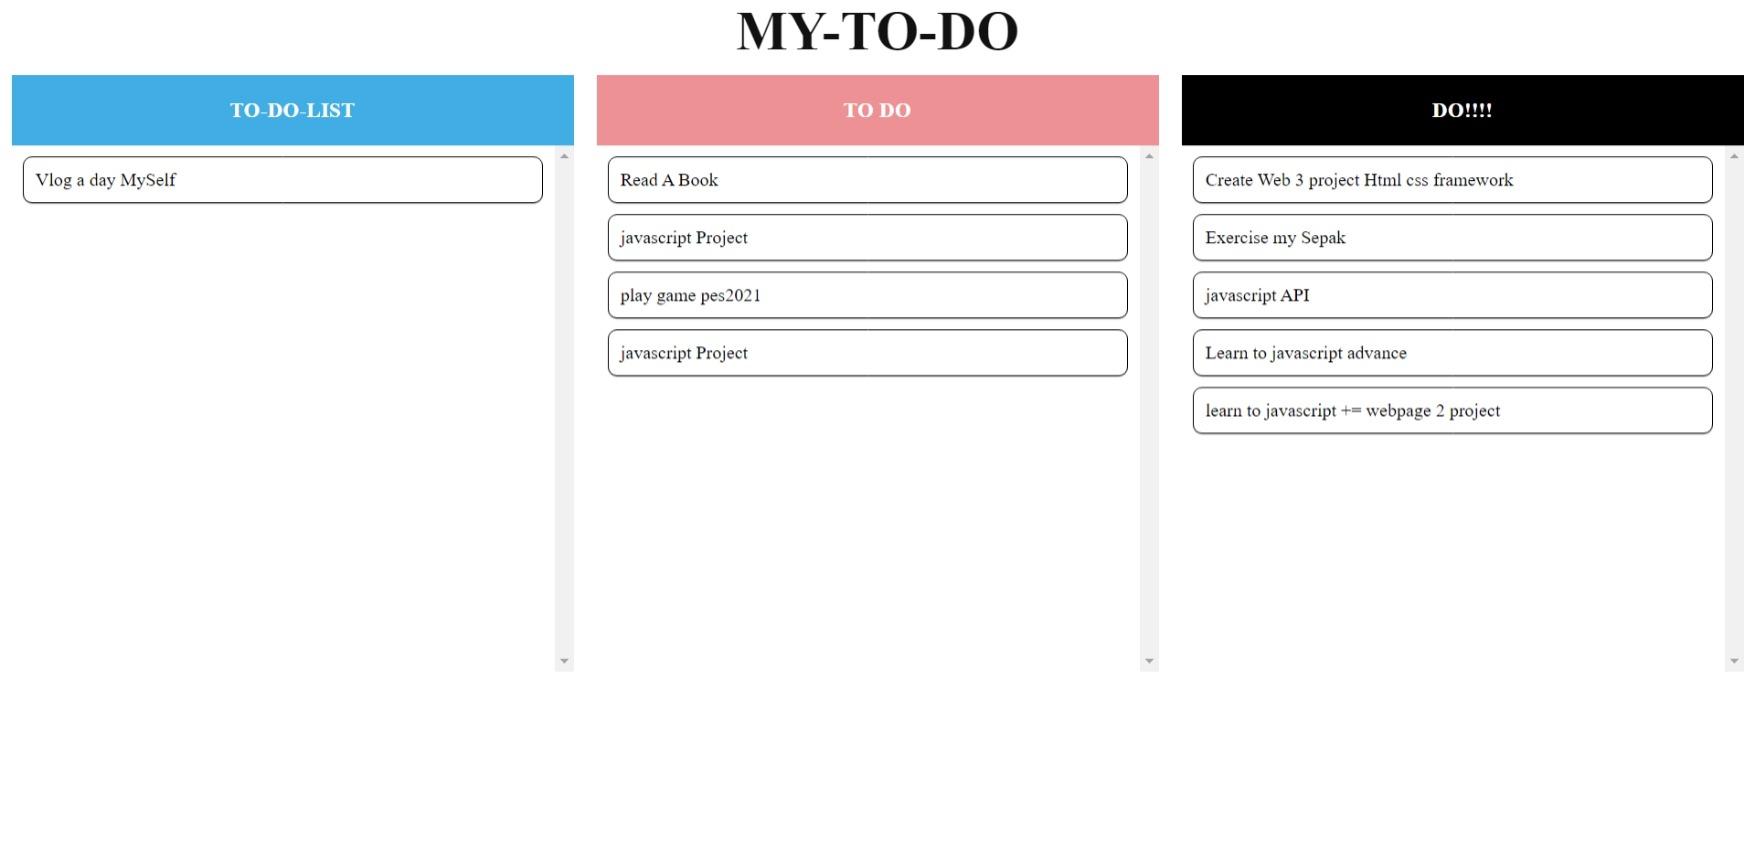 MY-TO-DO
TO-DO-LIST
Vlog a day MySelf
TO DO
Read A Book
javascript Project
play game pes2021
javascript Project
DO!!!!
Create Web 3 project Html css framework
Exercise my Sepak
javascript API
Learn to javascript advance
learn to javascript += webpage 2 project